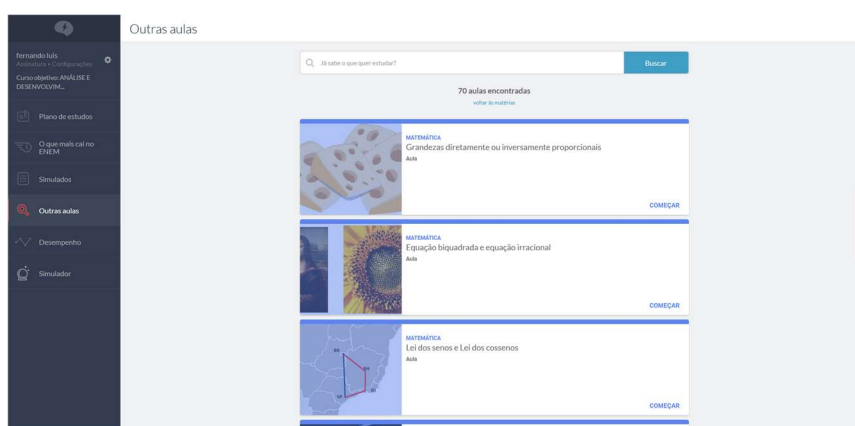 Outras aulas
fernando luis
Assinatura • Configurações
Curso objetivo: ANÁLISE E
DESENVOLVIM...
Plano de estudos
O que mais cai no
ENEM
Simulados
Outras aulas
Desempenho
Simulador
Já sabe o que quer estudar?
Buscar
70 aulas encontradas
voltar às matérias
MATEMÁTICA
Grandezas diretamente ou inversamente proporcionais
Aula
COMEÇAR
MATEMÁTICA
Equação biquadrada e equação irracional
Aula
COMEÇAR
MATEMÁTICA
Lei dos senos e Lei dos cossenos
Aula
BH
SP
COMEÇAR